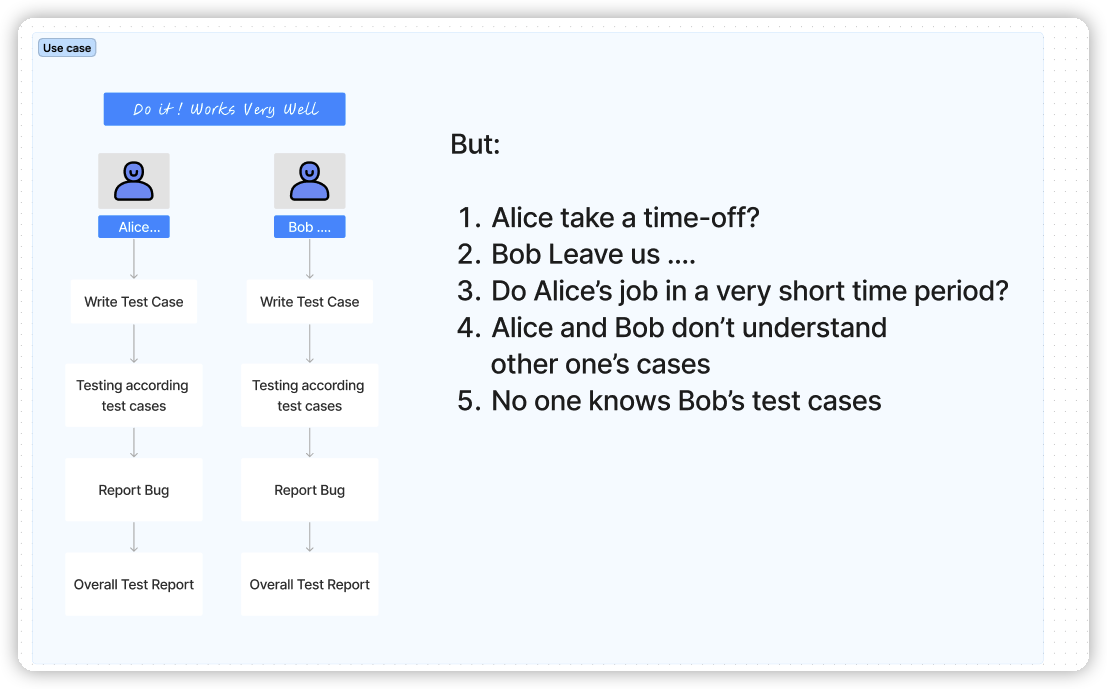 Use case
Do it! Works Very Well
Alice...
Write Test Case
Testing according
test cases
Report Bug
Overall Test Report
Bob ....
Write Test Case
Testing according
test cases
Report Bug
Overall Test Report
But:
1. Alice take a time-off?
2. Bob Leave us ....
3. Do Alice’s job in a very short time period?
4. Alice and Bob don’t understand
other one’s cases
5. No one knows Bob’s test cases